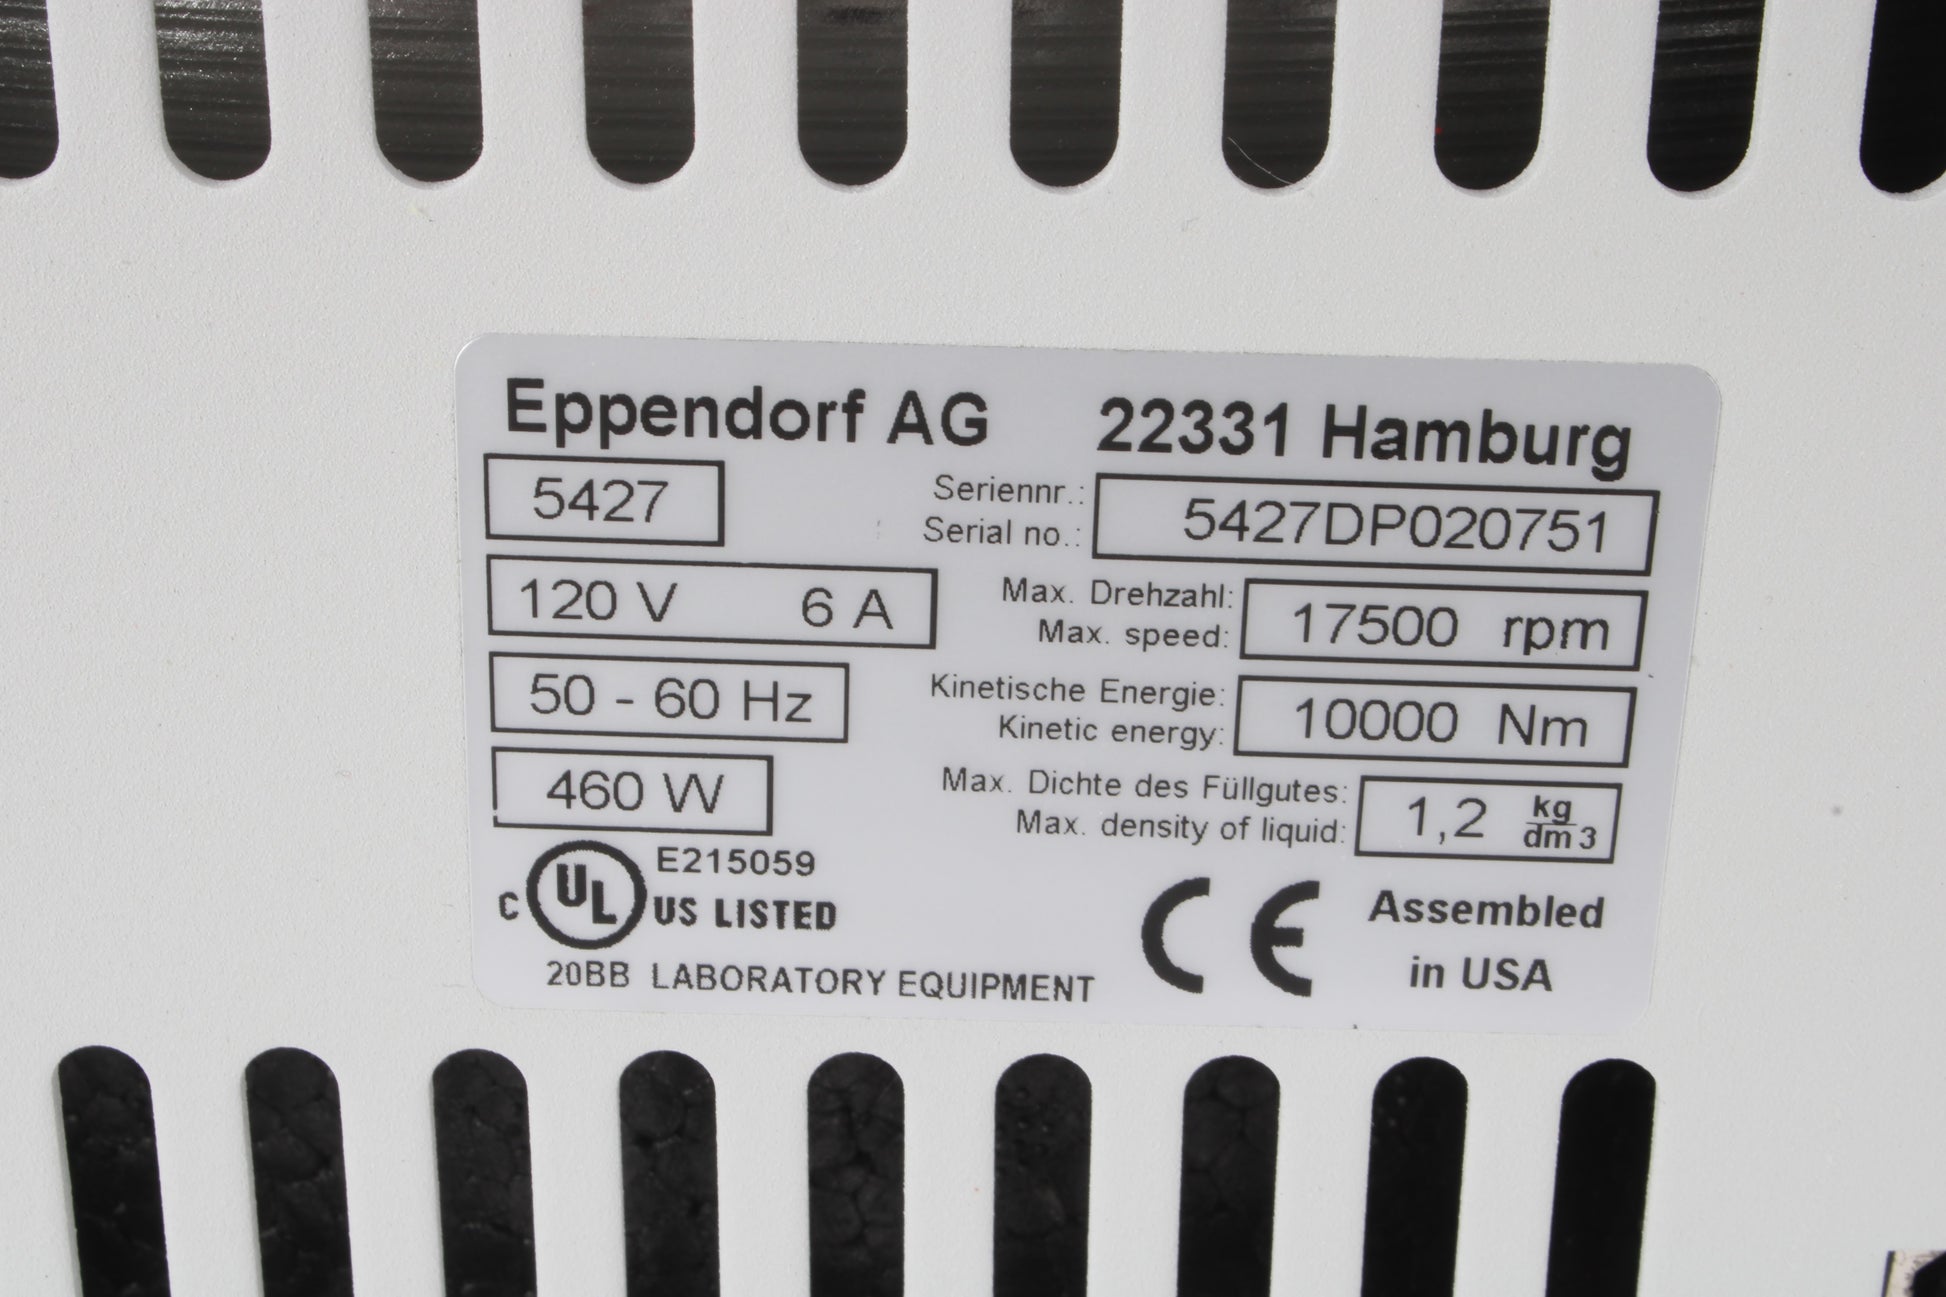 Eppendorf AG 22331 Hamburg
5427 Seriennr.: 5427DP020751
Serial no.:
120 V 6 A Max. Drehzahl: 17500 rpm
Max. speed:
50 - 60 Hz Kinetische Energie: 10000 Nm
Kinetic energy:
460 W Max. Dichte des Füllgutes: 1,2 kg/dm3
Max. density of liquid:
E215059
C UL US LISTED CE Assembled
20BB LABORATORY EQUIPMENT in USA